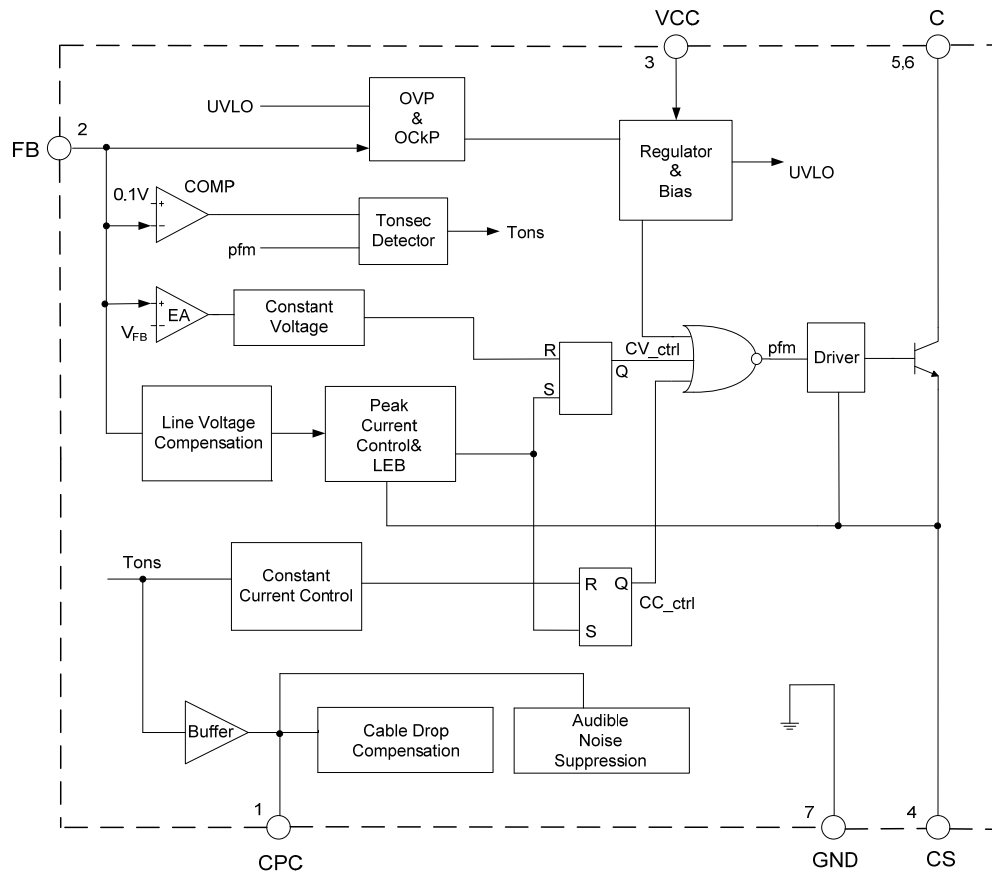 VCC
C
3
5,6
UVLO
OVP
&
OCkP
2
FB
Regulator
&
Bias
UVLO
0.1V
COMP
+
−
Tonsec
Detector
Tons
pfm
+
EA
VFB
−
Constant
Voltage
R
S
Q
CV_ctrl
pfm
Driver
Line Voltage
Compensation
Peak
Current
Control&
LEB
Tons
Constant
Current Control
R
Q
S
CC_ctrl
Buffer
Cable Drop
Compensation
Audible
Noise
Suppression
1
7
4
CPC
GND
CS